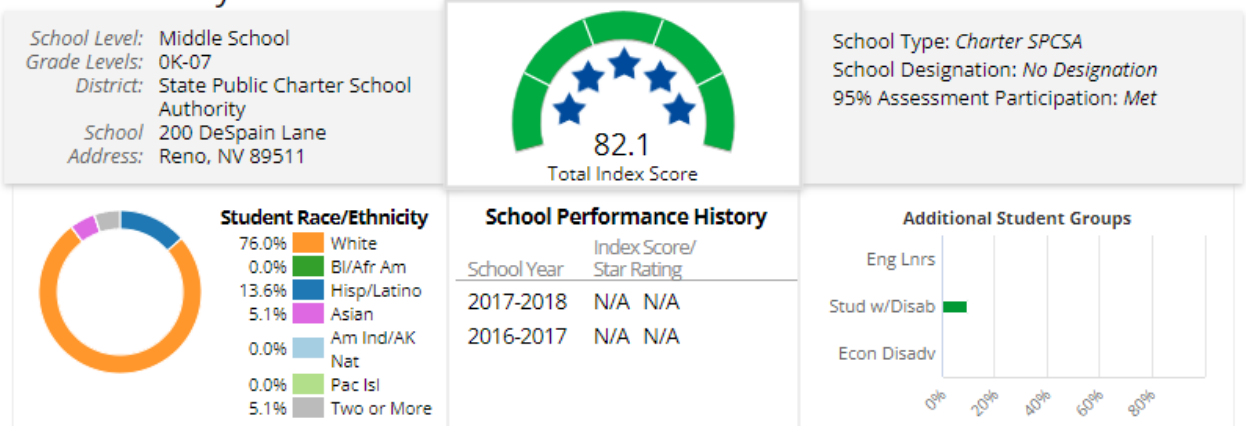 School Level: Middle School
Grade Levels: 0K-07
District: State Public Charter School
Authority
School 200 DeSpain Lane
Address: Reno, NV 89511
82.1
Total Index Score
School Type: Charter SPCSA
School Designation: No Designation
95% Assessment Participation: Met
Student Race/Ethnicity
76.0% White
0.0% Bl/Afr Am
13.6% Hisp/Latino
5.1% Asian
0.0% Am Ind/AK
Nat
0.0% Pac Isl
5.1% Two or More
School Performance History
Index Score/
School Year Star Rating
2017-2018 N/A N/A
2016-2017 N/A N/A
Additional Student Groups
Eng Lnrs
Stud w/Disab
Econ Disadv
0% 20% 40% 60% 80%